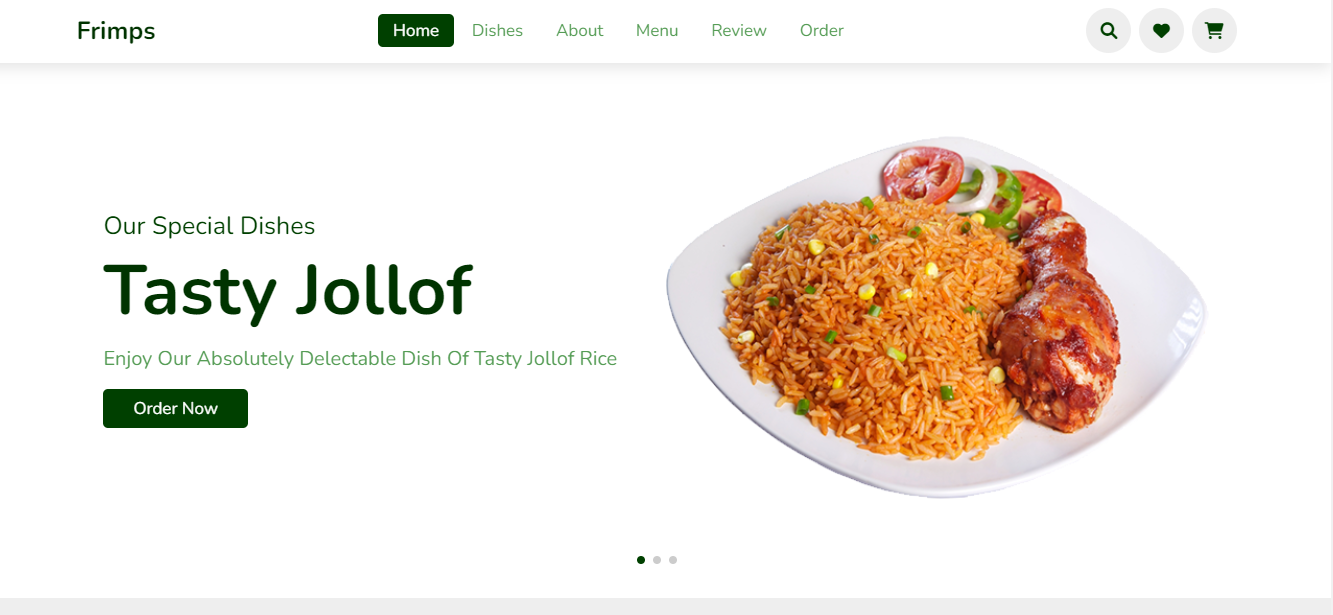 Frimps
Home Dishes About Menu Review Order
Our Special Dishes
Tasty Jollof
Enjoy Our Absolutely Delectable Dish Of Tasty Jollof Rice
Order Now